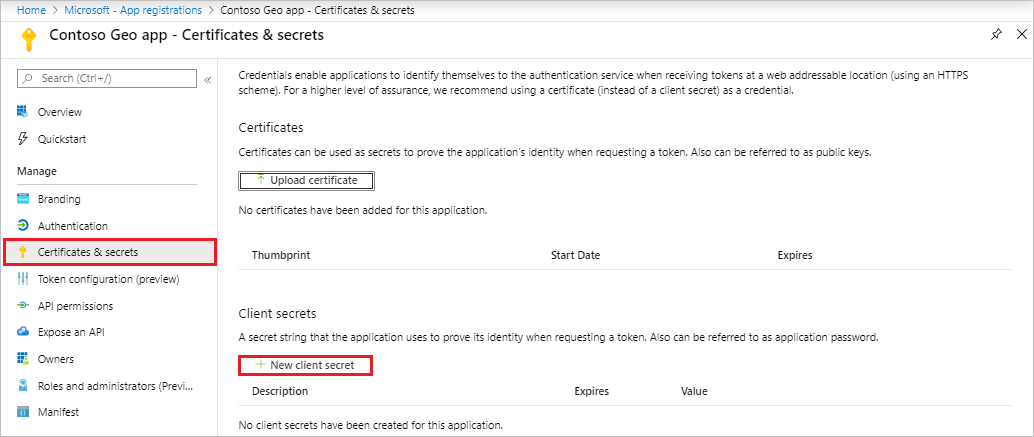 Home > Microsoft - App registrations > Contoso Geo app - Certificates & secrets
Contoso Geo app - Certificates & secrets
Search (Ctrl+/)
«
Overview
Quickstart
Manage
Branding
Authentication
Certificates & secrets
Token configuration (preview)
API permissions
Expose an API
Owners
Roles and administrators (Previ...
Manifest
Credentials enable applications to identify themselves to the authentication service when receiving tokens at a web addressable location (using an HTTPS
scheme). For a higher level of assurance, we recommend using a certificate (instead of a client secret) as a credential.
Certificates
Certificates can be used as secrets to prove the application's identity when requesting a token. Also can be referred to as public keys.
Upload certificate
No certificates have been added for this application.
Thumbprint Start Date Expires
Client secrets
A secret string that the application uses to prove its identity when requesting a token. Also can be referred to as application password.
+ New client secret
Description Expires Value
No client secrets have been created for this application.